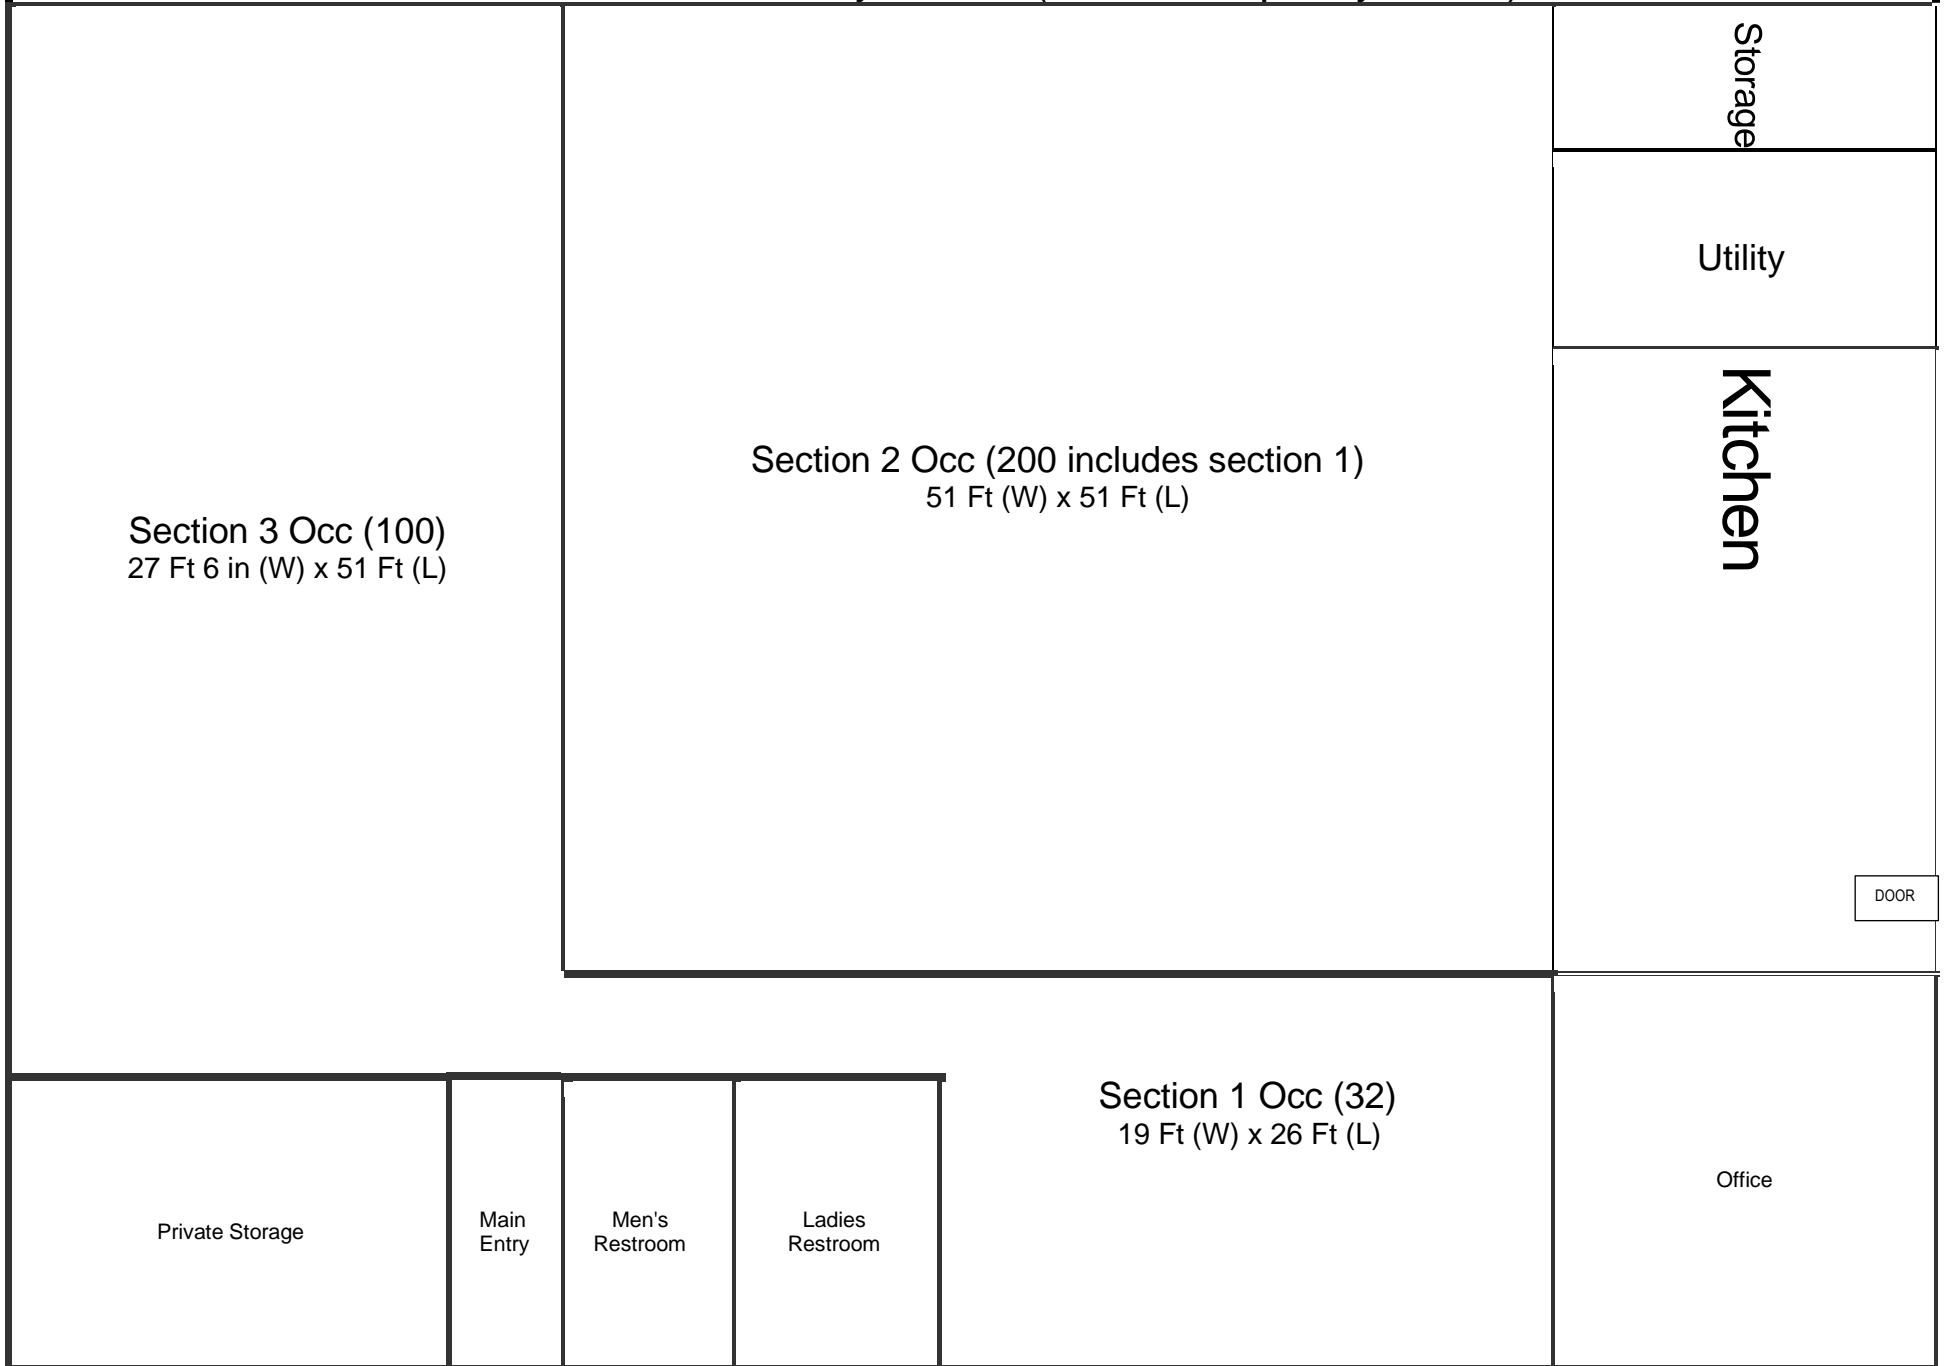 Storage
Utility
Kitchen
Section 2 Occ (200 includes section 1)
51 Ft (W) x 51 Ft (L)
Section 3 Occ (100)
27 Ft 6 in (W) x 51 Ft (L)
DOOR
Section 1 Occ (32)
19 Ft (W) x 26 Ft (L)
Office
Private Storage
Main
Entry
Men's
Restroom
Ladies
Restroom